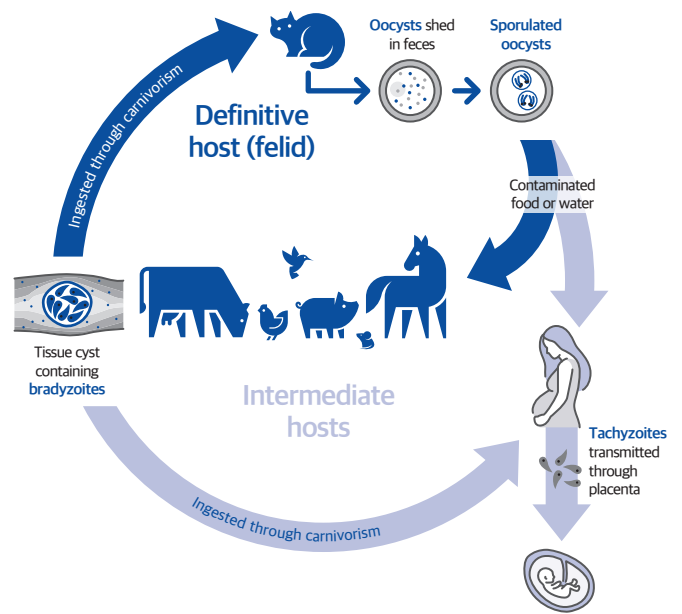 Oocysts shed
in feces
Sporulated
oocysts
Ingested through carnivorism
Definitive
host (felid)
Contaminated
food or water
Tissue cyst
containing
bradyzoites
Intermediate
hosts
Tachyzoites
transmitted
through
placenta
Ingested through carnivorism